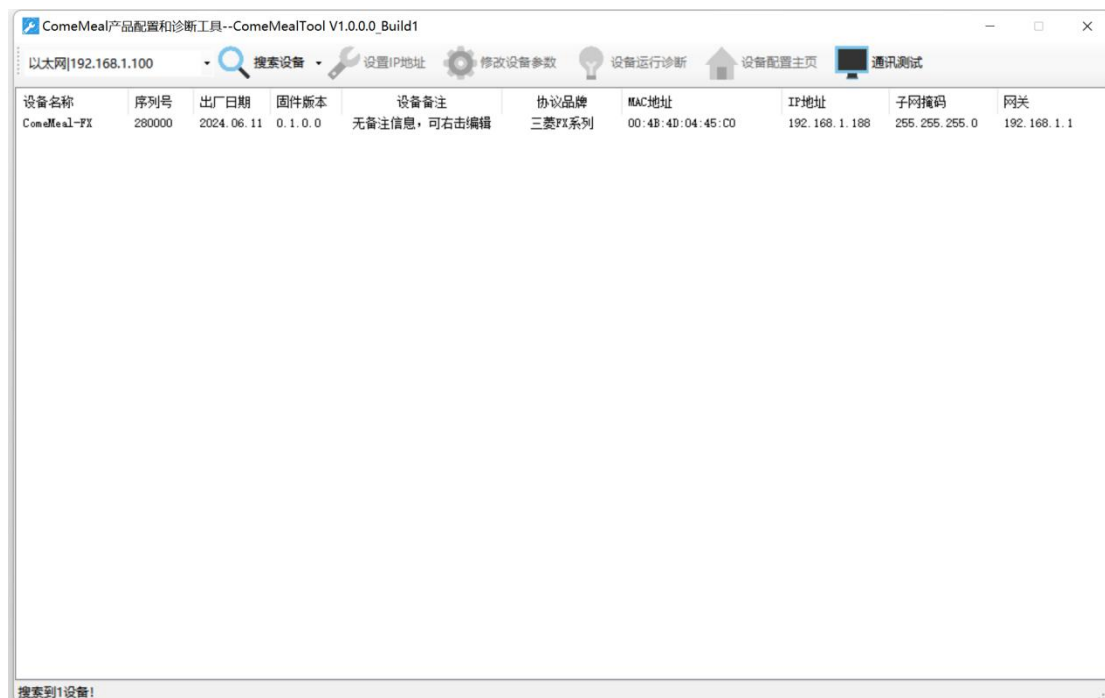 ComeMeal产品配置和诊断工具--ComeMealTool V1.0.0.0_Build1
以太网|192.168.1.100 搜索设备 设置IP地址 修改设备参数 设备运行诊断 设备配置主页 通讯测试
设备名称 序列号 出厂日期 固件版本 设备备注 协议品牌 MAC地址 IP地址 子网掩码 网关
ComeMeal-FX 280000 2024.06.11 0.1.0.0 无备注信息，可右击编辑 三菱FX系列 00:4B:4D:04:45:C0 192.168.1.188 255.255.255.0 192.168.1.1
搜索到1设备!